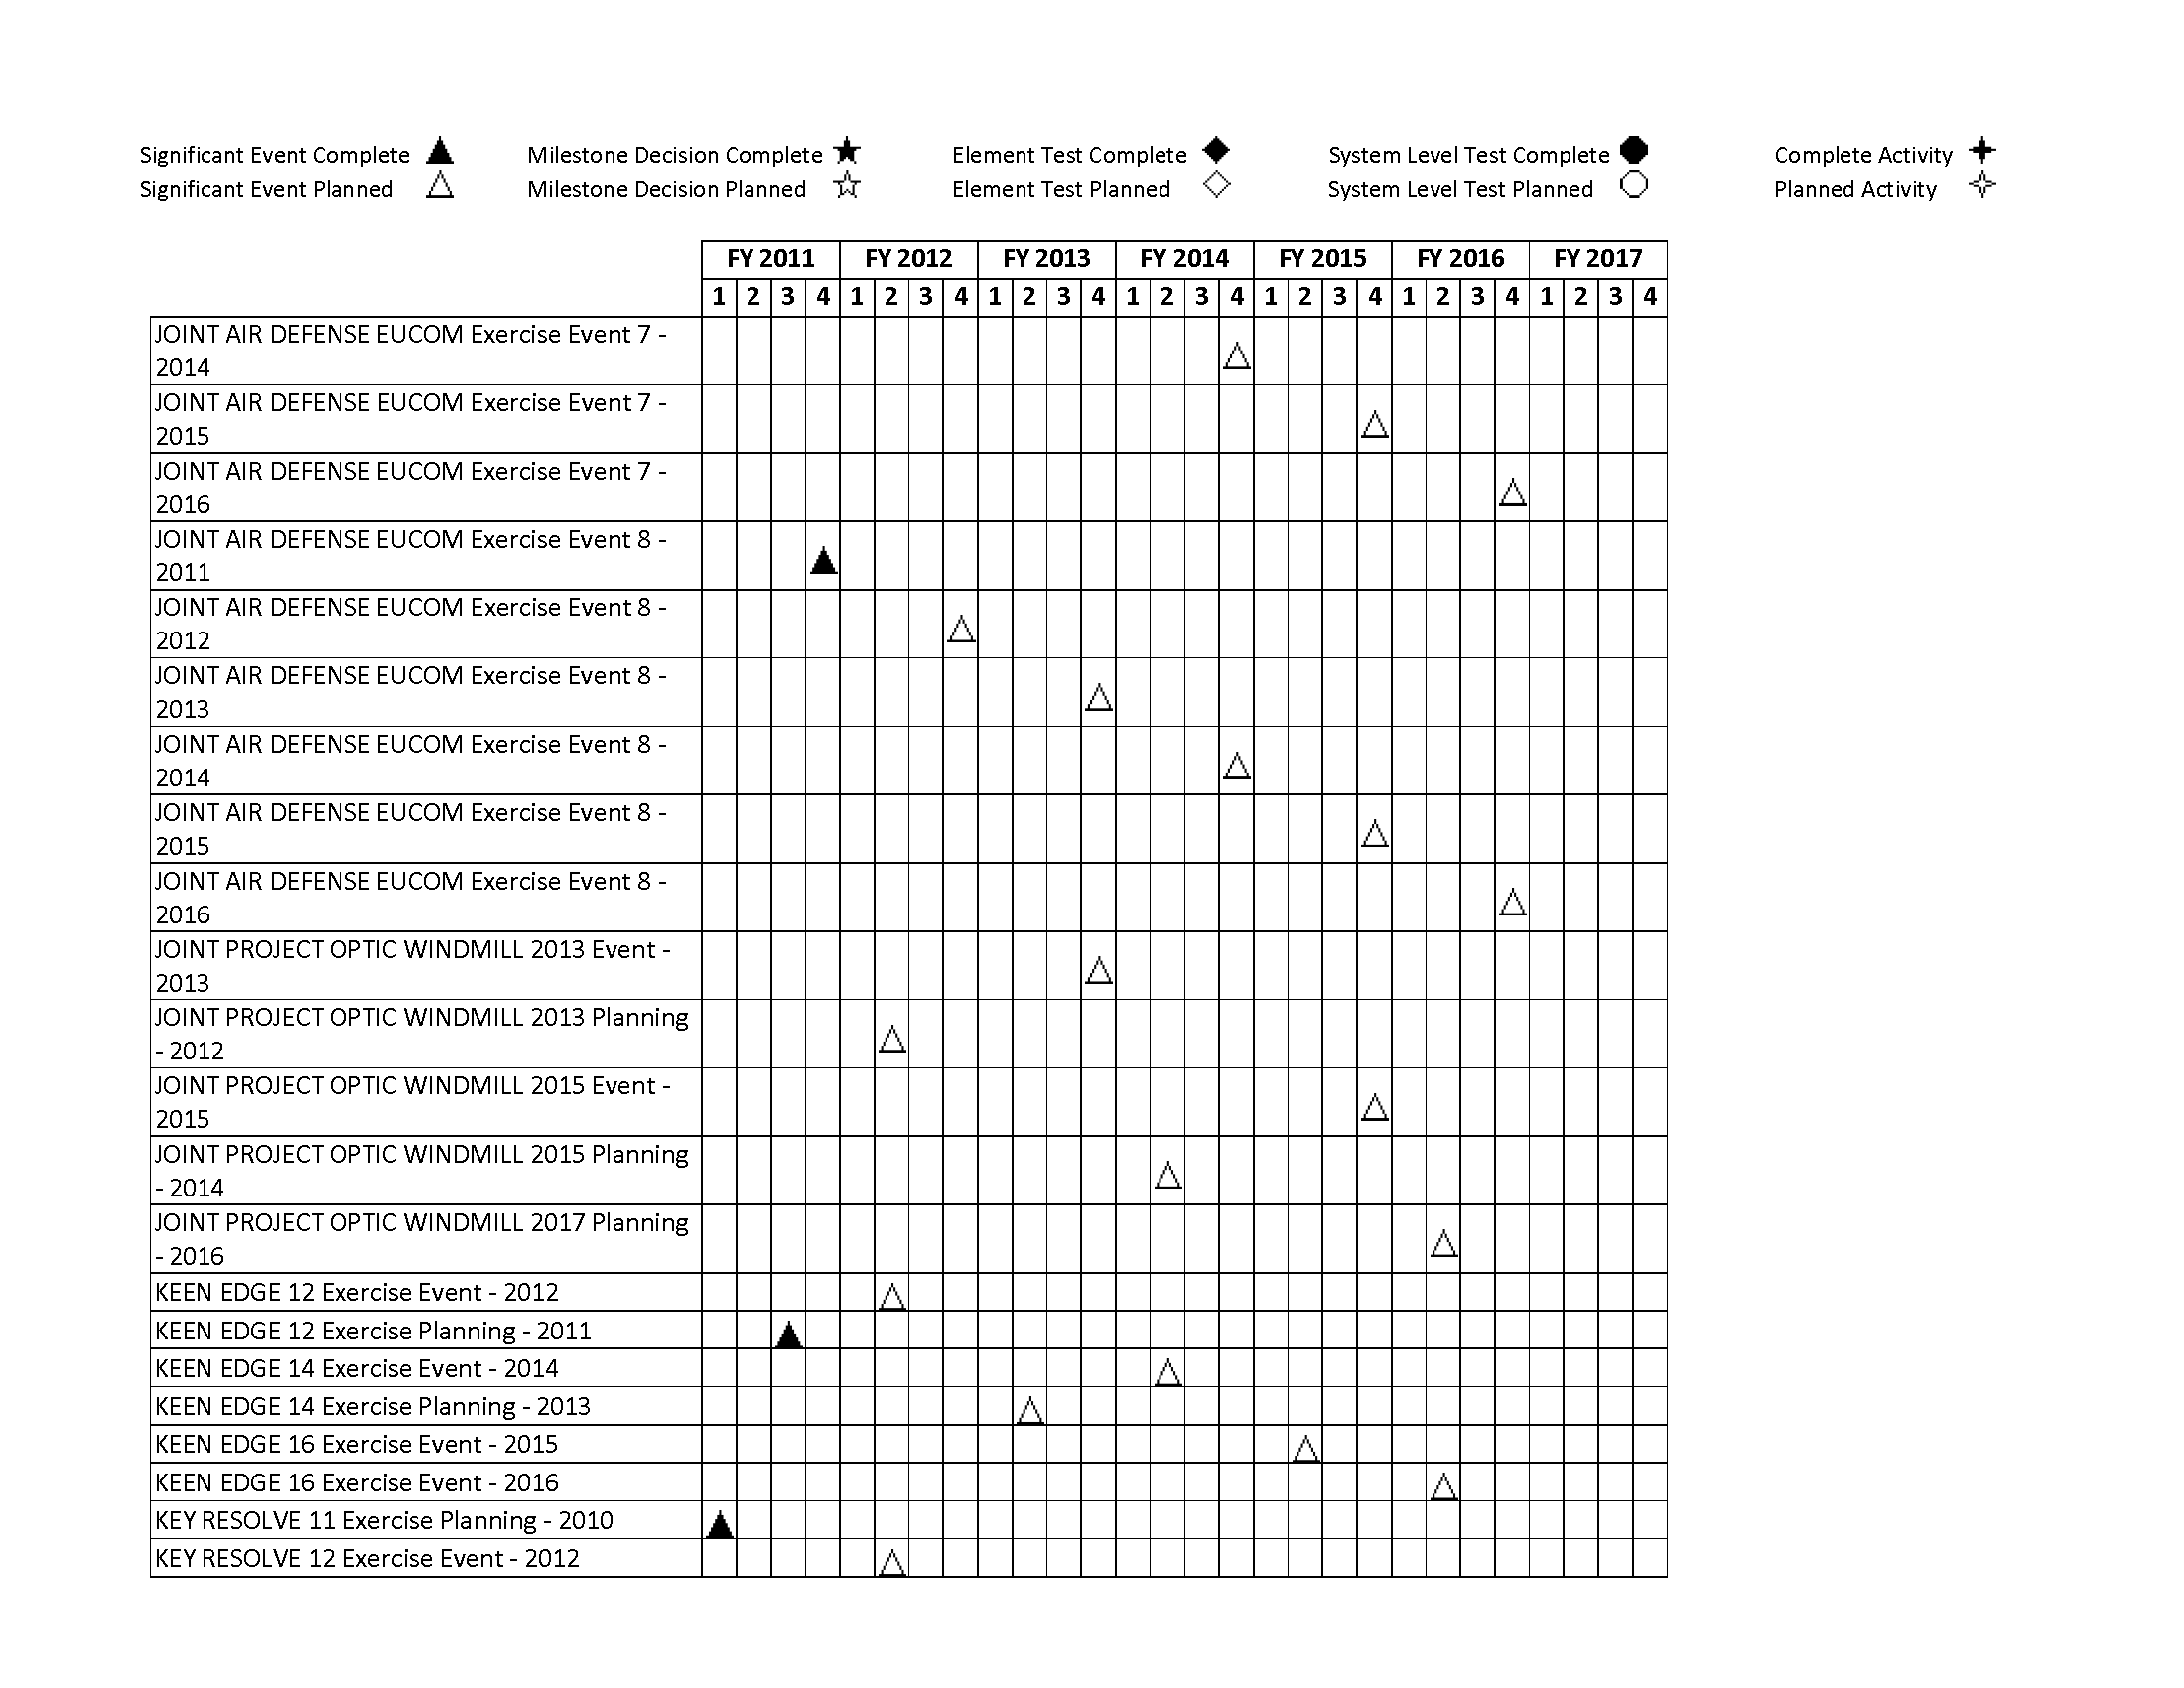 Significant Event Complete Milestone Decision Complete Element Test Complete System Level Test Complete Complete Activity
Significant Event Planned Milestone Decision Planned Element Test Planned System Level Test Planned Planned Activity
FY 2011 FY 2012 FY 2013 FY 2014 FY 2015 FY 2016 FY 2017
1 2 3 4 1 2 3 4 1 2 3 4 1 2 3 4 1 2 3 4 1 2 3 4 1 2 3 4
JOINT AIR DEFENSE EUCOM Exercise Event 7 -
2014
JOINT AIR DEFENSE EUCOM Exercise Event 7 -
2015
JOINT AIR DEFENSE EUCOM Exercise Event 7 -
2016
JOINT AIR DEFENSE EUCOM Exercise Event 8 -
2011
JOINT AIR DEFENSE EUCOM Exercise Event 8 -
2012
JOINT AIR DEFENSE EUCOM Exercise Event 8 -
2013
JOINT AIR DEFENSE EUCOM Exercise Event 8 -
2014
JOINT AIR DEFENSE EUCOM Exercise Event 8 -
2015
JOINT AIR DEFENSE EUCOM Exercise Event 8 -
2016
JOINT PROJECT OPTIC WINDMILL 2013 Event -
2013
JOINT PROJECT OPTIC WINDMILL 2013 Planning
- 2012
JOINT PROJECT OPTIC WINDMILL 2015 Event -
2015
JOINT PROJECT OPTIC WINDMILL 2015 Planning
- 2014
JOINT PROJECT OPTIC WINDMILL 2017 Planning
- 2016
KEEN EDGE 12 Exercise Event - 2012
KEEN EDGE 12 Exercise Planning - 2011
KEEN EDGE 14 Exercise Event - 2014
KEEN EDGE 14 Exercise Planning - 2013
KEEN EDGE 16 Exercise Event - 2015
KEEN EDGE 16 Exercise Event - 2016
KEY RESOLVE 11 Exercise Planning - 2010
KEY RESOLVE 12 Exercise Event - 2012